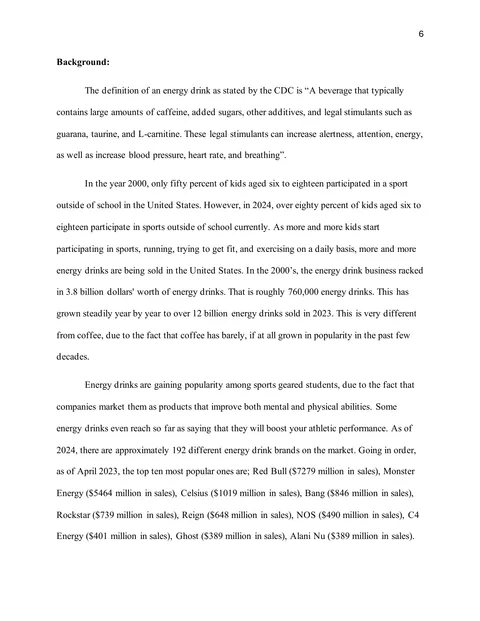 6
Background:
The definition of an energy drink as stated by the CDC is “A beverage that typically
contains large amounts of caffeine, added sugars, other additives, and legal stimulants such as
guarana, taurine, and L-carnitine. These legal stimulants can increase alertness, attention, energy,
as well as increase blood pressure, heart rate, and breathing”.
In the year 2000, only fifty percent of kids aged six to eighteen participated in a sport
outside of school in the United States. However, in 2024, over eighty percent of kids aged six to
eighteen participate in sports outside of school currently. As more and more kids start
participating in sports, running, trying to get fit, and exercising on a daily basis, more and more
energy drinks are being sold in the United States. In the 2000’s, the energy drink business racked
in 3.8 billion dollars' worth of energy drinks. That is roughly 760,000 energy drinks. This has
grown steadily year by year to over 12 billion energy drinks sold in 2023. This is very different
from coffee, due to the fact that coffee has barely, if at all grown in popularity in the past few
decades.
Energy drinks are gaining popularity among sports geared students, due to the fact that
companies market them as products that improve both mental and physical abilities. Some
energy drinks even reach so far as saying that they will boost your athletic performance. As of
2024, there are approximately 192 different energy drink brands on the market. Going in order,
as of April 2023, the top ten most popular ones are; Red Bull ($7279 million in sales), Monster
Energy ($5464 million in sales), Celsius ($1019 million in sales), Bang ($846 million in sales),
Rockstar ($739 million in sales), Reign ($648 million in sales), NOS ($490 million in sales), C4
Energy ($401 million in sales), Ghost ($389 million in sales), Alani Nu ($389 million in sales).